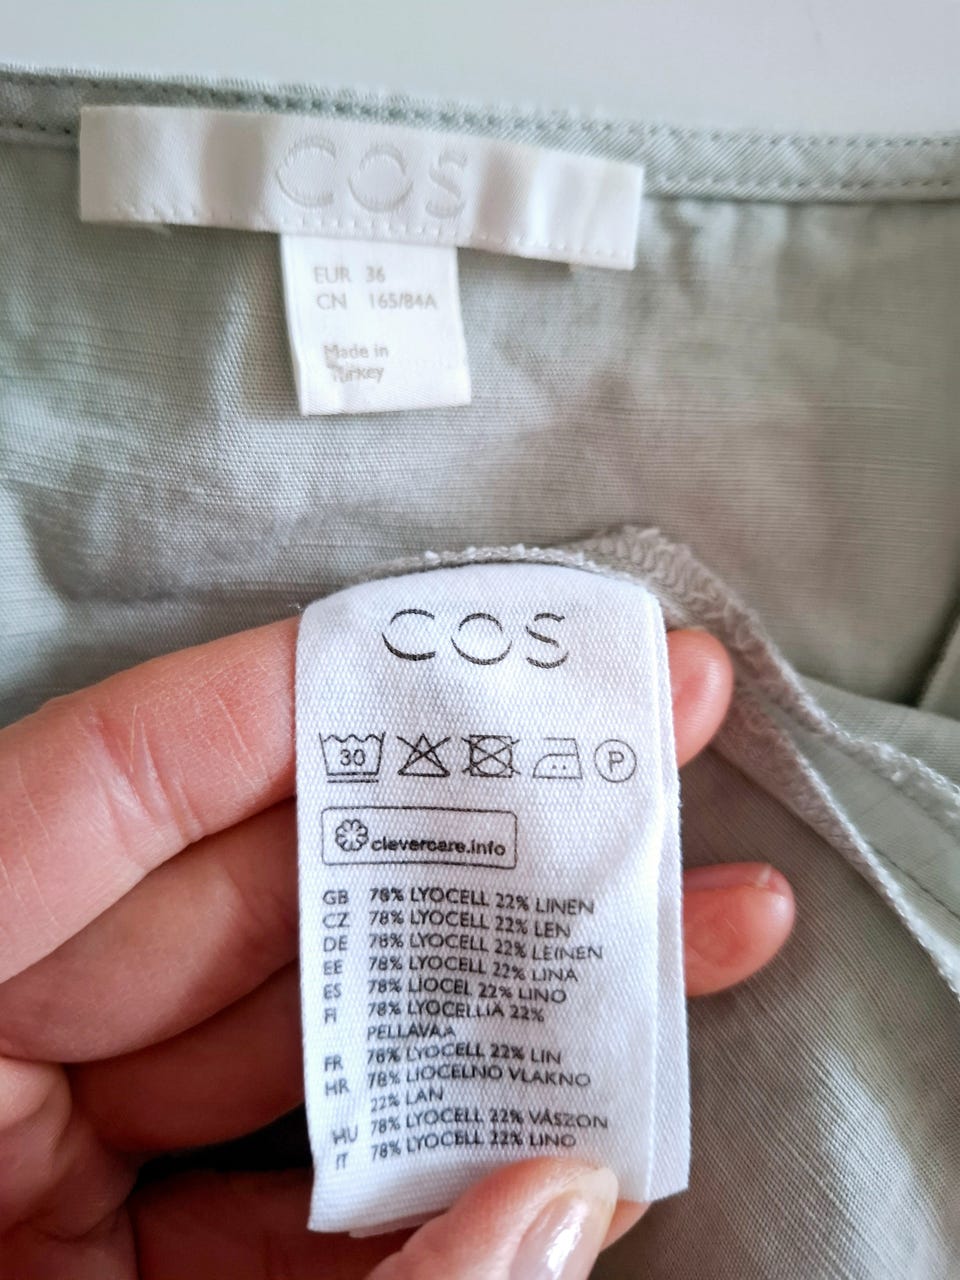 COS
EUR 36
CN 165/84A
Made in
Turkey
COS
30
P
clevercare.info
GB 78% LYOCELL 22% LINEN
CZ 78% LYOCELL 22% LEN
DE 78% LYOCELL 22% LEINEN
EE 78% LYOCELL 22% LINA
ES 78% LIOCEL 22% LINO
FI 78% LYOCELLIA 22%
PELLAVAA
FR 78% LYOCELL 22% LIN
HR 78% LIOCELNO VLAKNO
22% LAN
HU 78% LYOCELL 22% VÁSZON
IT 78% LYOCELL 22% LINO